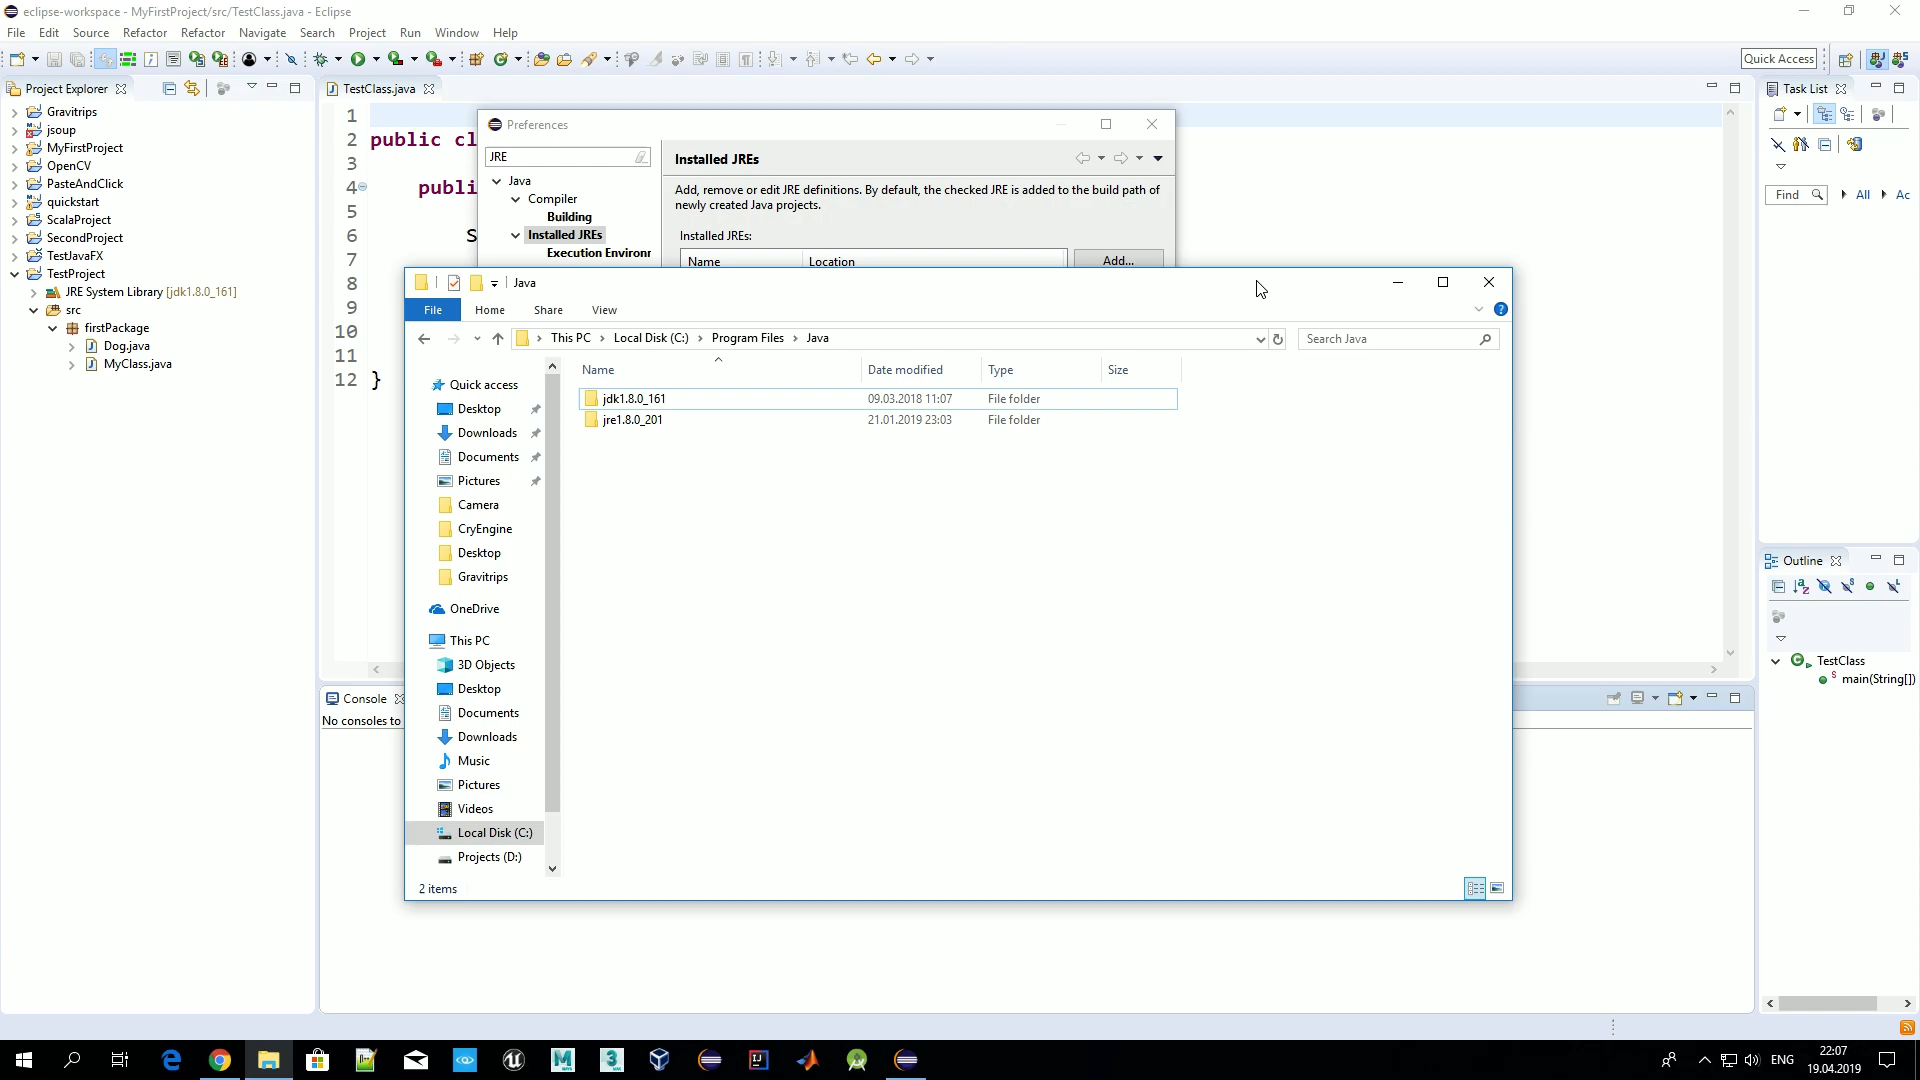 eclipse-workspace - MyFirstProject/src/TestClass.java - Eclipse
File Edit Source Refactor Refactor Navigate Search Project Run Window Help
Quick Access
Project Explorer
Gravitrips
jsoup
MyFirstProject
OpenCV
PasteAndClick
quickstart
ScalaProject
SecondProject
TestJavaFX
TestProject
JRE System Library [jdk1.8.0_161]
src
firstPackage
Dog.java
MyClass.java
TestClass.java
1
2 public cl
3
4 publi
5
6 S
7
8
9
10
11
12 }
Preferences
JRE
Java
Compiler
Building
Installed JREs
Execution Environr
Installed JREs
Add, remove or edit JRE definitions. By default, the checked JRE is added to the build path of
newly created Java projects.
Installed JREs:
Name Location Add...
Java
File Home Share View
This PC Local Disk (C:) Program Files Java
Search Java
Quick access
Desktop
Downloads
Documents
Pictures
Camera
CryEngine
Desktop
Gravitrips
OneDrive
This PC
3D Objects
Desktop
Documents
Downloads
Music
Pictures
Videos
Local Disk (C:)
Projects (D:)
Name Date modified Type Size
jdk1.8.0_161 09.03.2018 11:07 File folder
jre1.8.0_201 21.01.2019 23:03 File folder
2 items
Console
No consoles to
Task List
Find All Ac
Outline
TestClass
main(String[])
ENG
22:07
19.04.2019